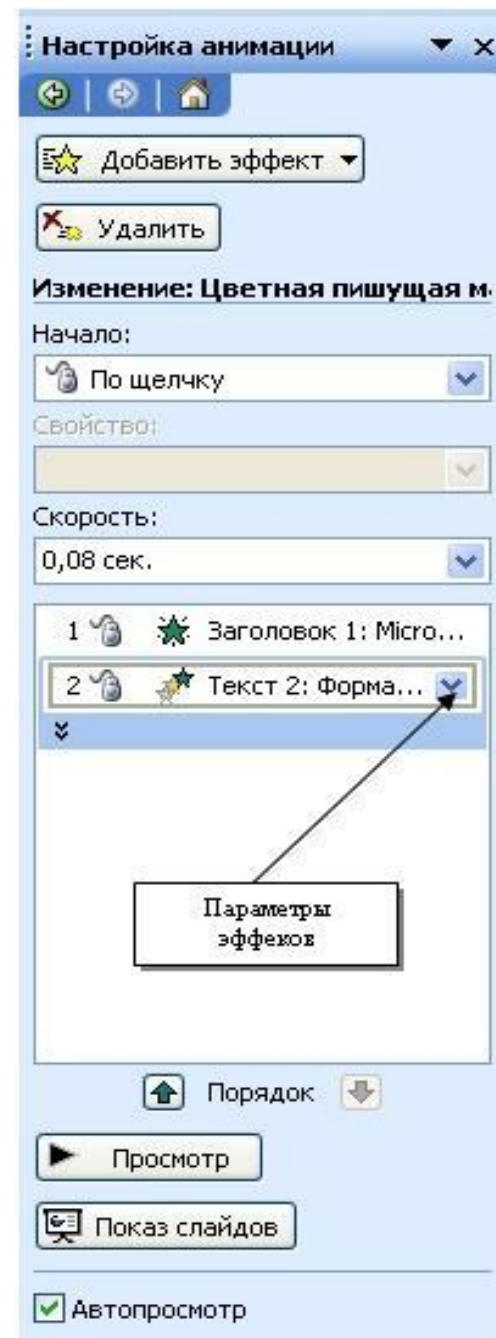 Настройка анимации
Добавить эффект
Удалить
Изменение: Цветная пишущая м
Начало:
По щелчку
Свойство:
Скорость:
0,08 сек.
1 Заголовок 1: Micro...
2 Текст 2: Форма...
Параметры
эффеков
Порядок
Просмотр
Показ слайдов
Автопросмотр